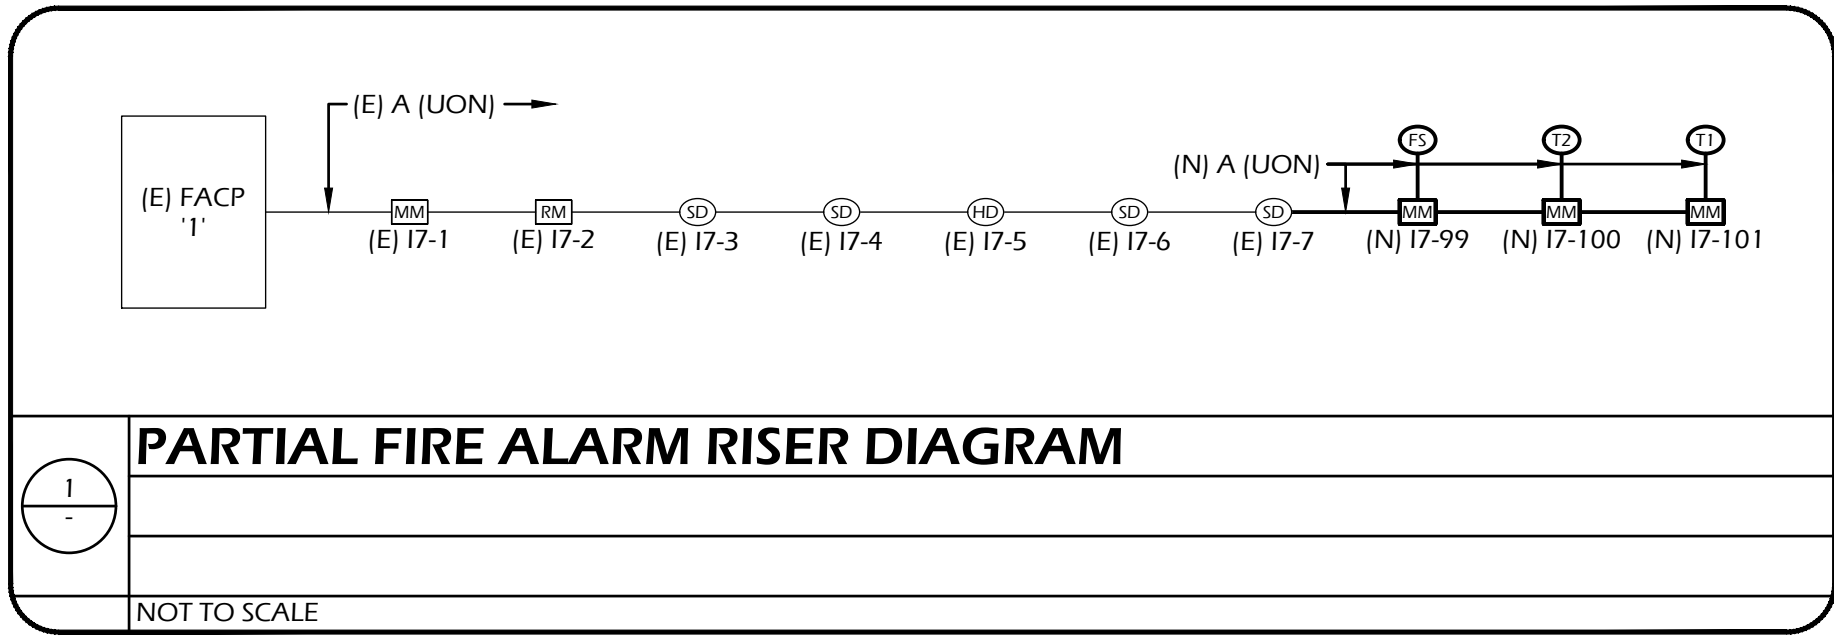 (E) A (UON)
(E) FACP
'1'
(N) A (UON)
FS
T2
T1
MM
RM
SD
SD
HD
SD
SD
MM
MM
MM
(E) I7-1
(E) I7-2
(E) I7-3
(E) I7-4
(E) I7-5
(E) I7-6
(E) I7-7
(N) I7-99
(N) I7-100
(N) I7-101
PARTIAL FIRE ALARM RISER DIAGRAM
1
-
NOT TO SCALE